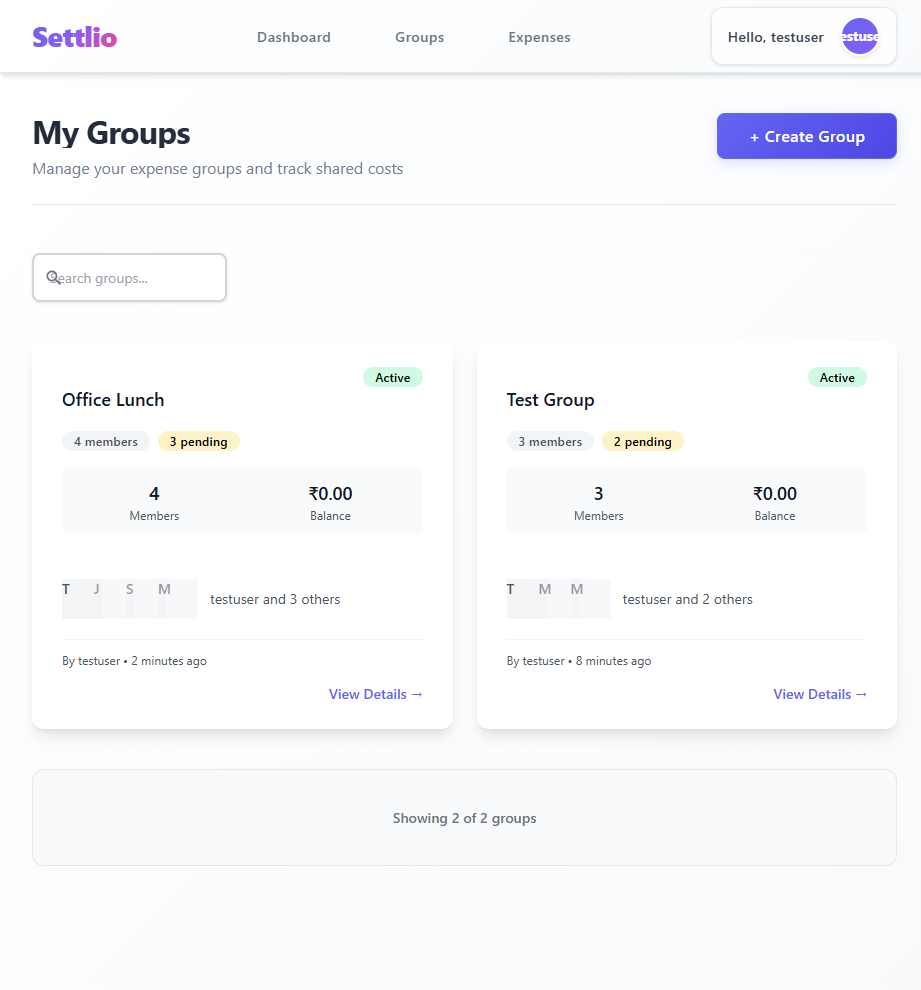 Settlio Dashboard Groups Expenses Hello, testuser estuse
My Groups
+ Create Group
Manage your expense groups and track shared costs
Search groups...
Active
Office Lunch
4 members 3 pending
4 ₹0.00
Members Balance
T J S M testuser and 3 others
By testuser • 2 minutes ago
View Details →
Active
Test Group
3 members 2 pending
3 ₹0.00
Members Balance
T M M testuser and 2 others
By testuser • 8 minutes ago
View Details →
Showing 2 of 2 groups